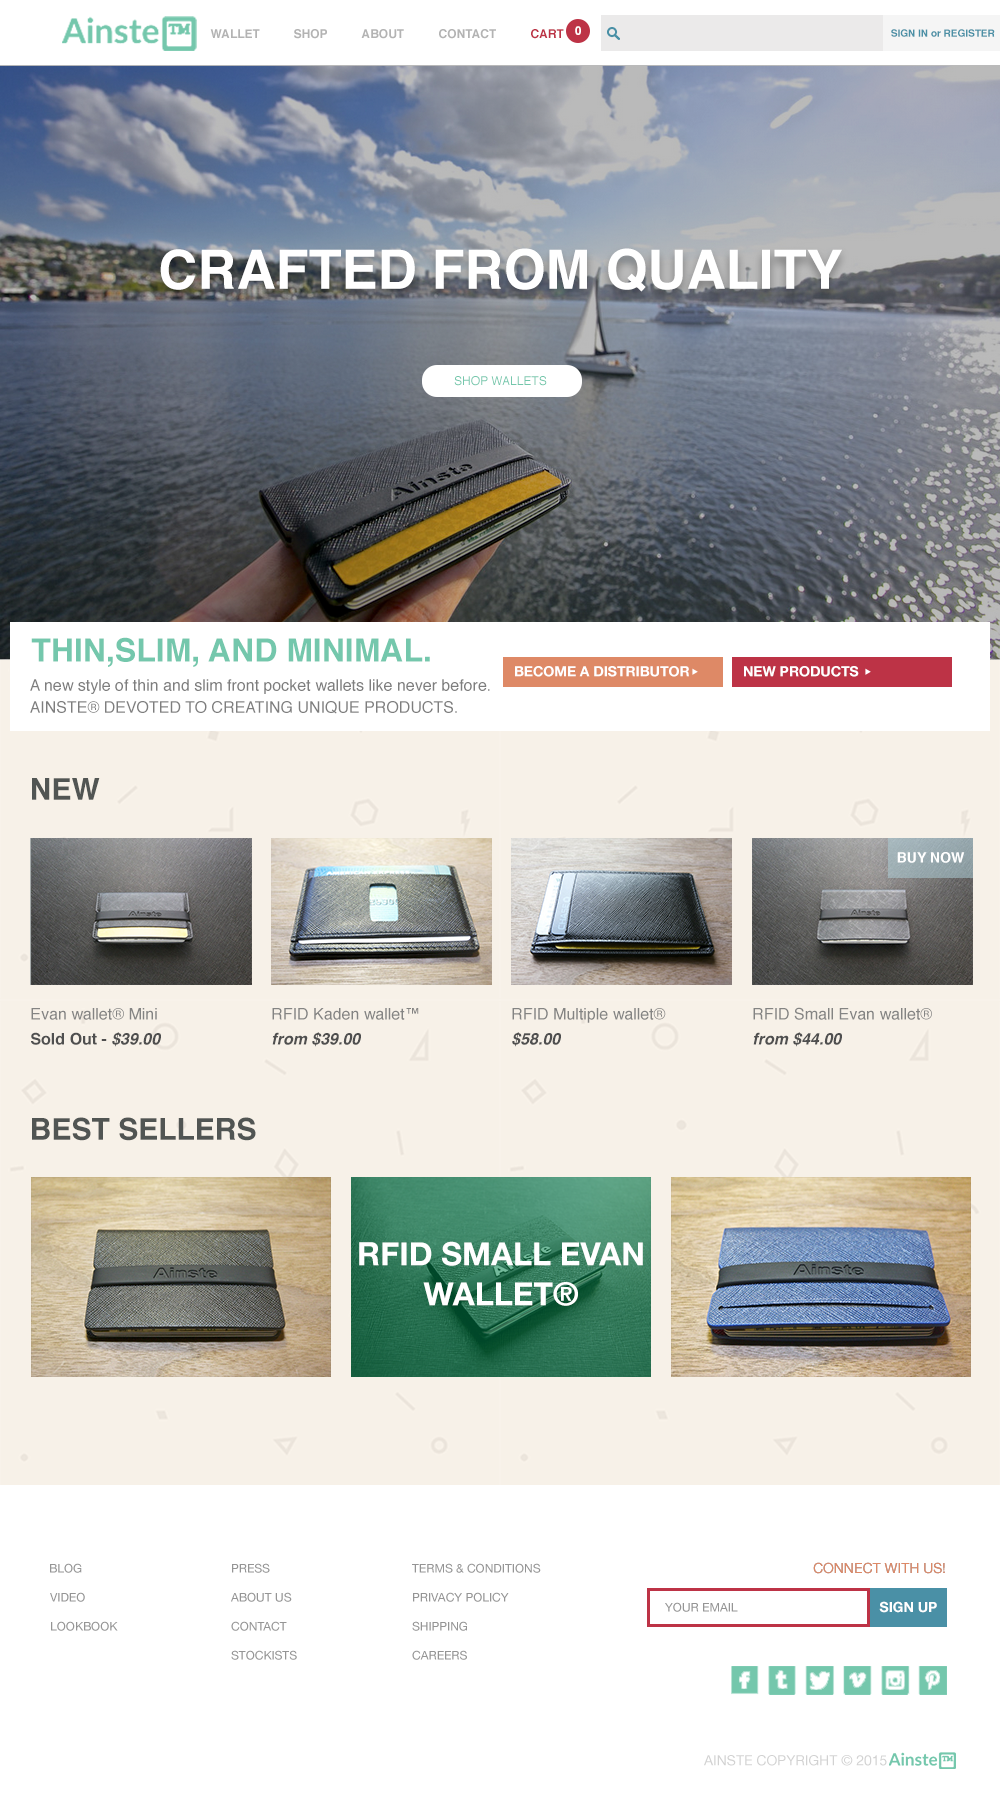 Ainste™
WALLET SHOP ABOUT CONTACT CART 0 SIGN IN or REGISTER
CRAFTED FROM QUALITY
SHOP WALLETS
Ainste
THIN,SLIM, AND MINIMAL.
A new style of thin and slim front pocket wallets like never before.
AINSTE® DEVOTED TO CREATING UNIQUE PRODUCTS.
BECOME A DISTRIBUTOR
NEW PRODUCTS
NEW
Ainste
BUY NOW
Ainste
Evan wallet® Mini
Sold Out - $39.00
RFID Kaden wallet™
from $39.00
RFID Multiple wallet®
$58.00
RFID Small Evan wallet®
from $44.00
BEST SELLERS
Ainste
RFID SMALL EVAN
WALLET®
Ainste
BLOG
VIDEO
LOOKBOOK
PRESS
ABOUT US
CONTACT
STOCKISTS
TERMS & CONDITIONS
PRIVACY POLICY
SHIPPING
CAREERS
CONNECT WITH US!
YOUR EMAIL
SIGN UP
AINSTE COPYRIGHT © 2015 Ainste™